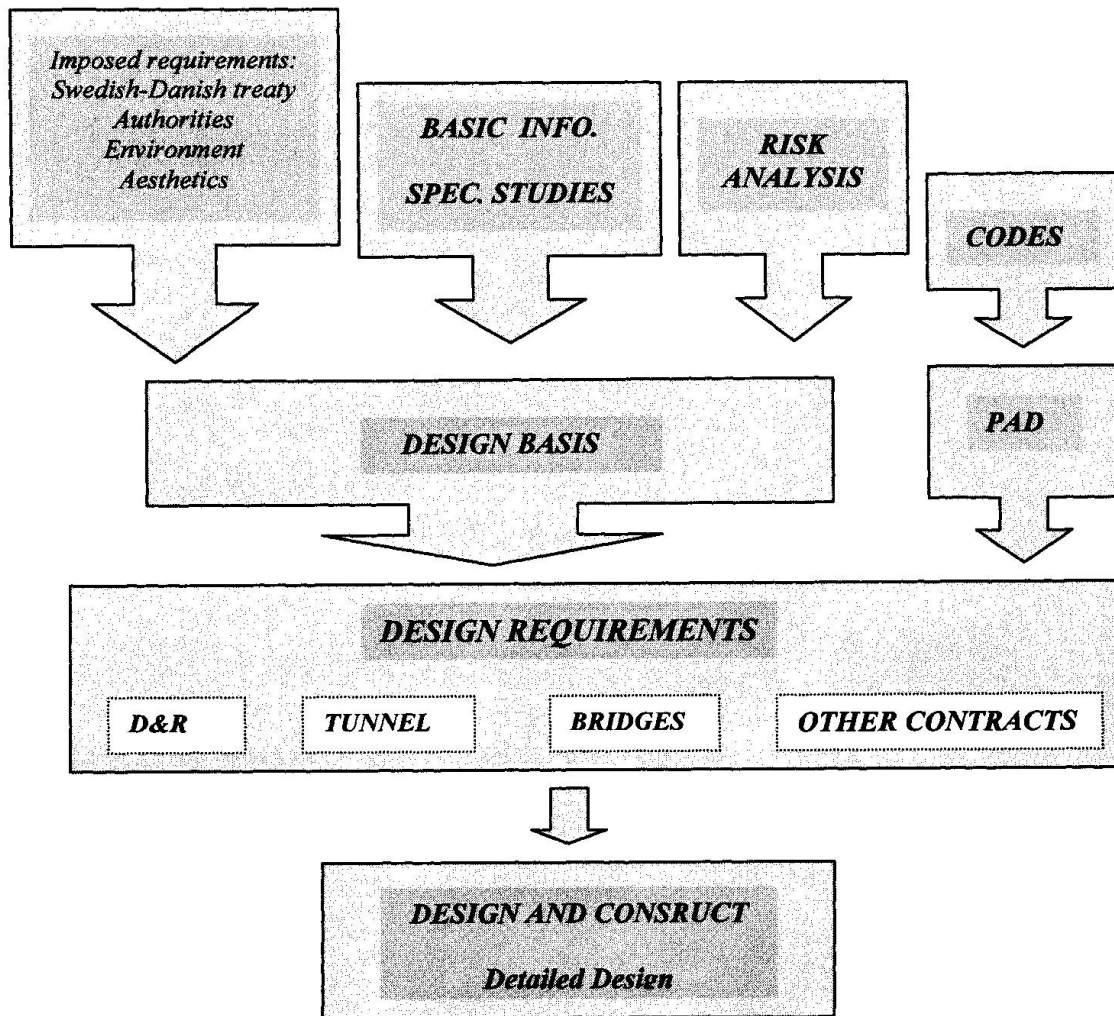 Imposed requirements:
Swedish-Danish treaty
Authorities
Environment
Aesthetics
BASIC INFO.
SPEC. STUDIES
RISK
ANALYSIS
CODES
DESIGN BASIS
PAD
DESIGN REQUIREMENTS
D&R
TUNNEL
BRIDGES
OTHER CONTRACTS
DESIGN AND CONSRUCT
Detailed Design